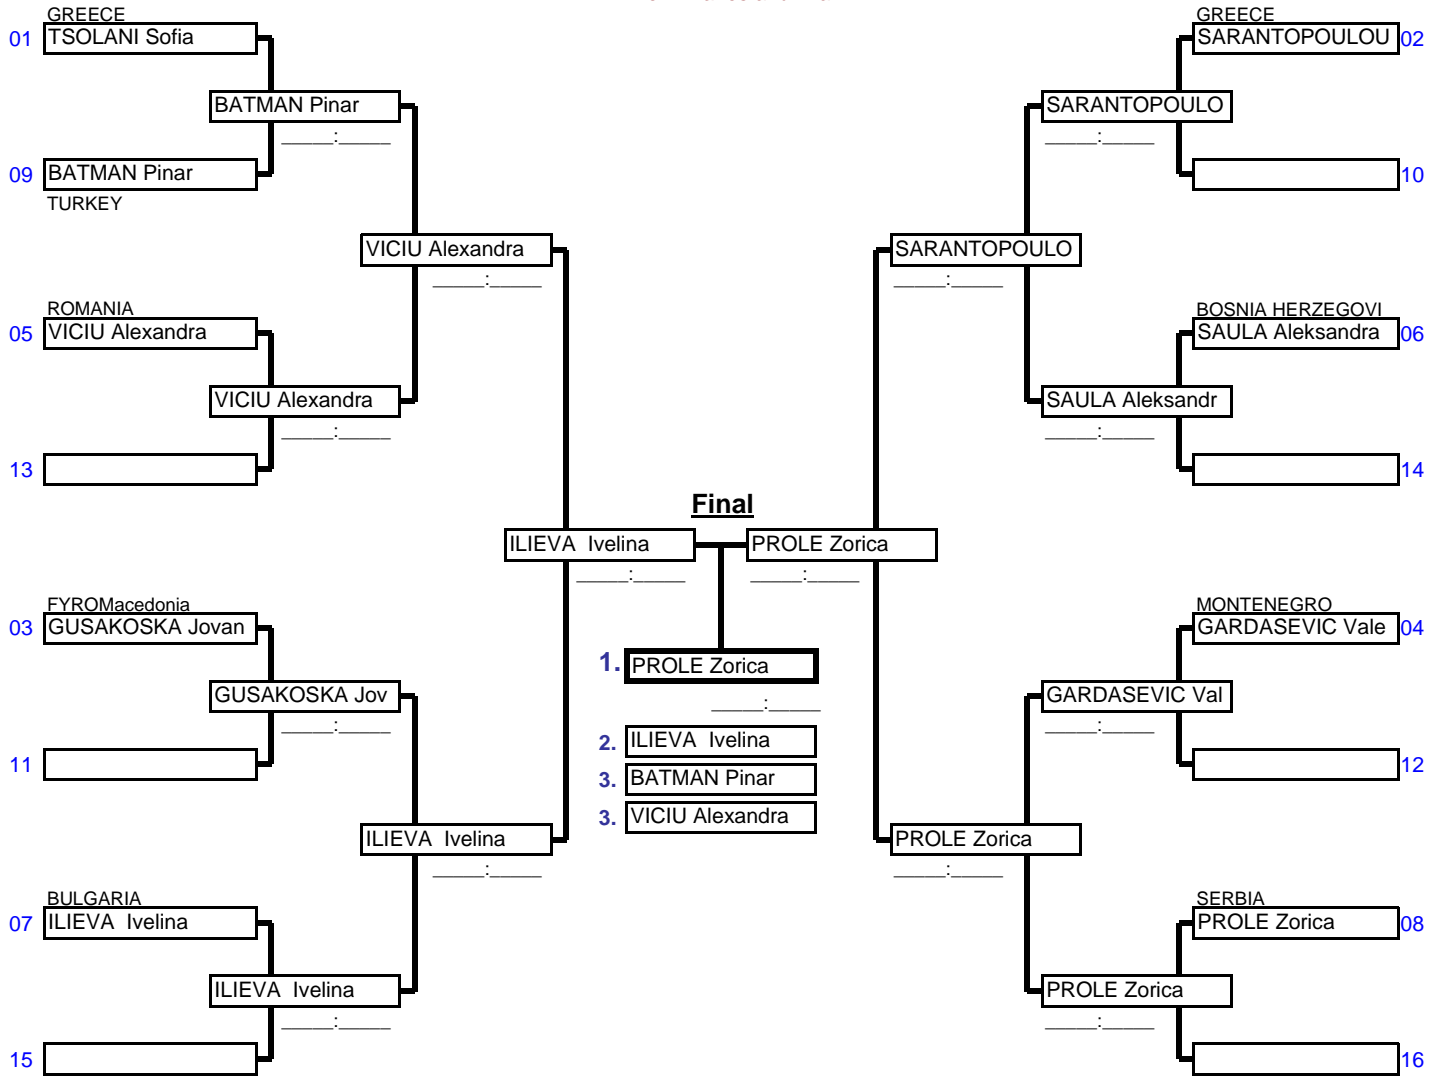 GREECE
01 TSOLANI Sofia
BATMAN Pinar
____:____
09 BATMAN Pinar
TURKEY
VICIU Alexandra
____:____
ROMANIA
05 VICIU Alexandra
VICIU Alexandra
____:____
13
Final
ILIEVA Ivelina
____:____
FYROMacedonia
03 GUSAKOSKA Jovan
GUSAKOSKA Jov
____:____
11
ILIEVA Ivelina
____:____
BULGARIA
07 ILIEVA Ivelina
ILIEVA Ivelina
____:____
15
1. PROLE Zorica
____:____
2. ILIEVA Ivelina
3. BATMAN Pinar
3. VICIU Alexandra
GREECE
SARANTOPOULOU 02
SARANTOPOULO
____:____
10
SARANTOPOULO
____:____
BOSNIA HERZEGOVI
SAULA Aleksandra 06
SAULA Aleksandr
____:____
14
PROLE Zorica
____:____
MONTENEGRO
GARDASEVIC Vale 04
GARDASEVIC Val
____:____
12
PROLE Zorica
____:____
SERBIA
PROLE Zorica 08
PROLE Zorica
____:____
16